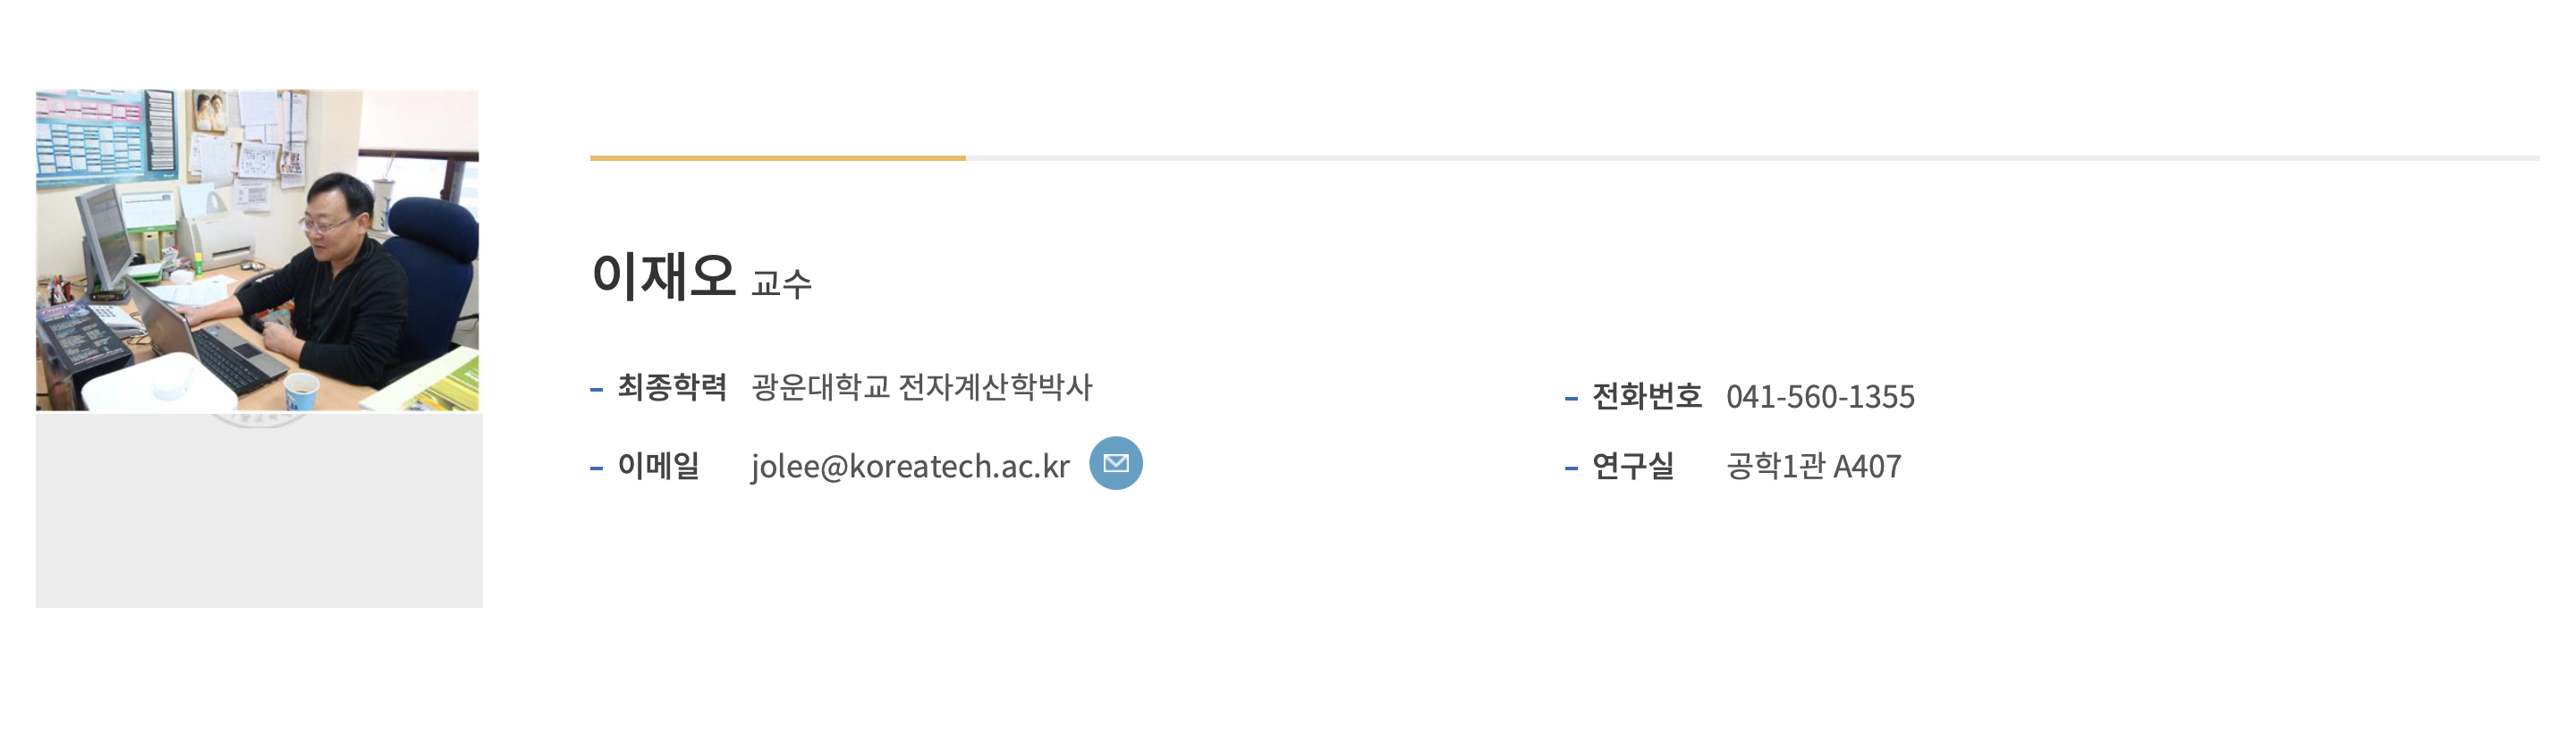 이재오 교수
최종학력 광운대학교 전자계산학박사
전화번호 041-560-1355
이메일 jolee@koreatech.ac.kr
연구실 공학1관 A407